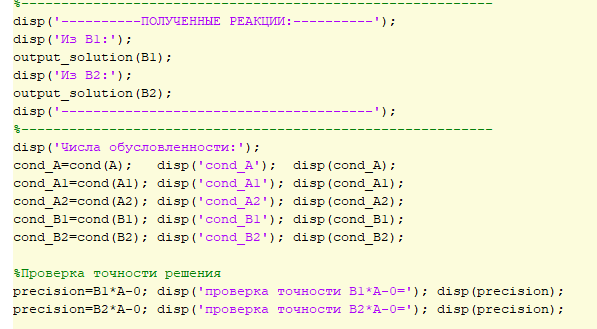 %-----------------------------------------------------------
disp('----------ПОЛУЧЕННЫЕ РЕАКЦИИ:----------');
disp('Из B1:');
output_solution(B1);
disp('Из B2:');
output_solution(B2);
disp('---------------------------------------');
%-----------------------------------------------------------
disp('Числа обусловленности:');
cond_A=cond(A);   disp('cond_A');  disp(cond_A);
cond_A1=cond(A1); disp('cond_A1'); disp(cond_A1);
cond_A2=cond(A2); disp('cond_A2'); disp(cond_A2);
cond_B1=cond(B1); disp('cond_B1'); disp(cond_B1);
cond_B2=cond(B2); disp('cond_B2'); disp(cond_B2);
%Проверка точности решения
precision=B1*A-0; disp('проверка точности B1*A-0='); disp(precision);
precision=B2*A-0; disp('проверка точности B2*A-0='); disp(precision);